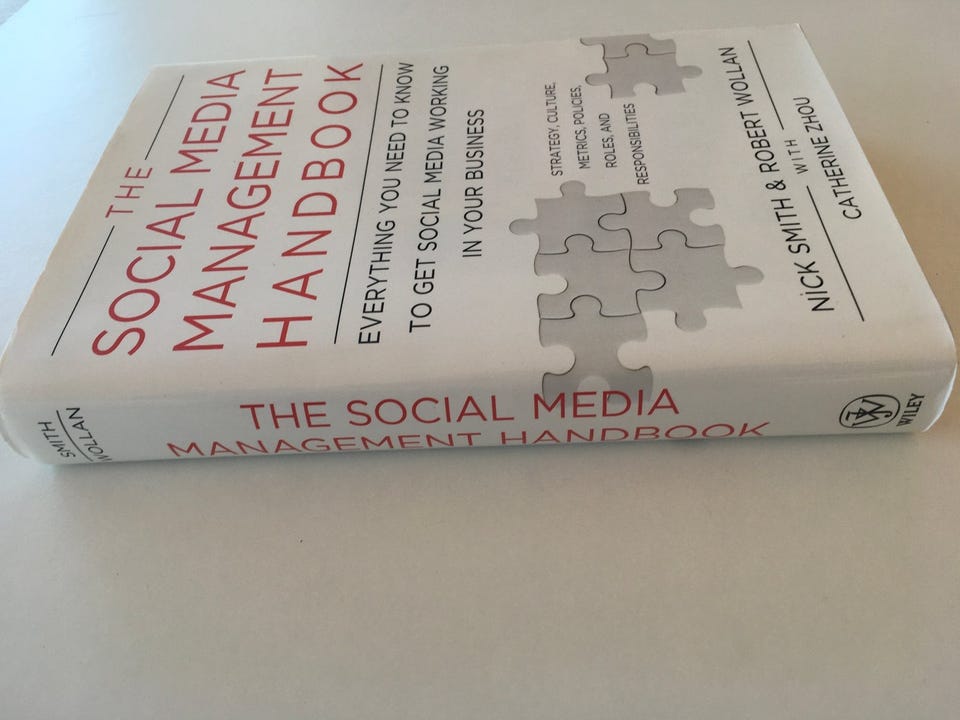 THE
SOCIAL MEDIA
MANAGEMENT
HANDBOOK
EVERYTHING YOU NEED TO KNOW
TO GET SOCIAL MEDIA WORKING
IN YOUR BUSINESS
STRATEGY, CULTURE,
METRICS, POLICIES,
ROLES, AND
RESPONSIBILITIES
NICK SMITH & ROBERT WOLLAN
WITH
CATHERINE ZHOU
SMITH
WOLLAN
THE SOCIAL MEDIA
MANAGEMENT HANDBOOK
WILEY